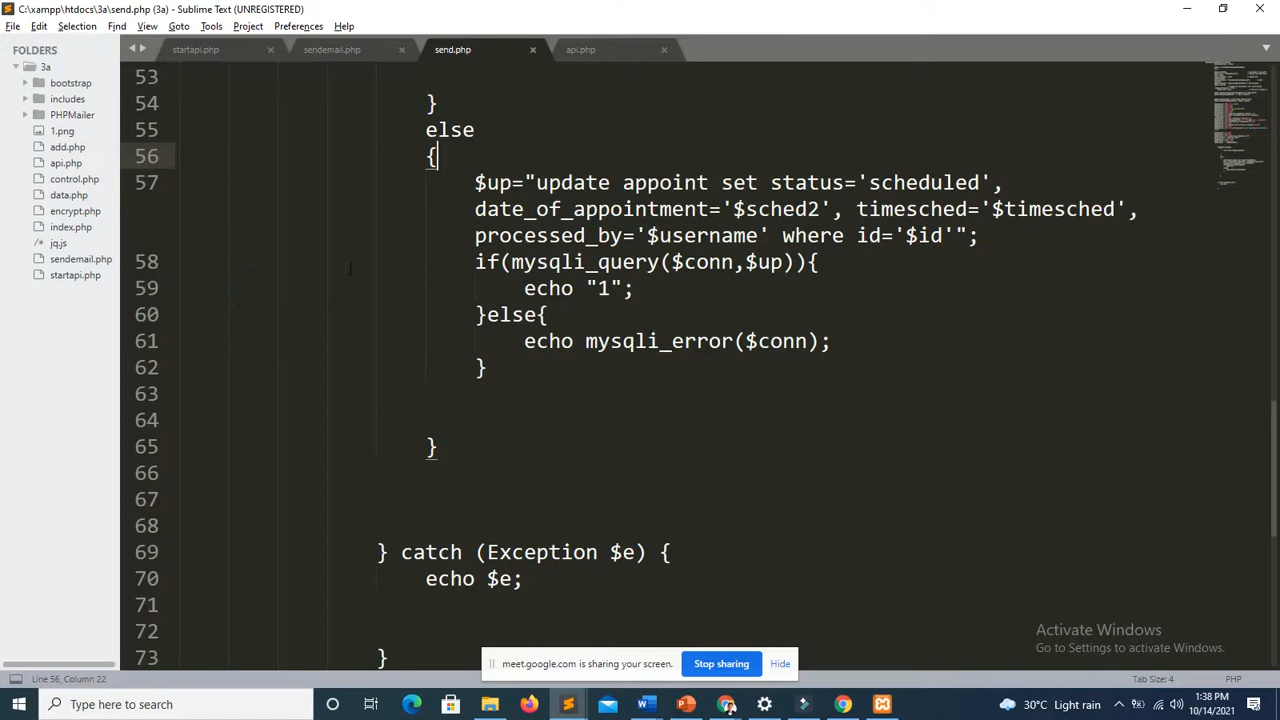 C:\xampp\htdocs\3a\send.php (3a) - Sublime Text (UNREGISTERED)
File Edit Selection Find View Goto Tools Project Preferences Help
FOLDERS
3a
bootstrap
includes
PHPMailer
1.png
add.php
api.php
control.php
data.php
encrypt.php
index.php
jq.js
sendemail.php
startapi.php
startapi.php sendemail.php send.php api.php
53
54 }
55 else
56 {
57 $up="update appoint set status='scheduled',
date_of_appointment='$sched2', timesched='$timesched',
processed_by='$username' where id='$id'";
58 if(mysqli_query($conn,$up)){
59 echo "1";
60 }else{
61 echo mysqli_error($conn);
62 }
63
64
65 }
66
67
68
69 } catch (Exception $e) {
70 echo $e;
71
72
73 }
Activate Windows
Go to Settings to activate Windows.
meet.google.com is sharing your screen. Stop sharing Hide
Line 56, Column 22 Tab Size: 4 PHP
Type here to search 30°C Light rain 1:38 PM
10/14/2021